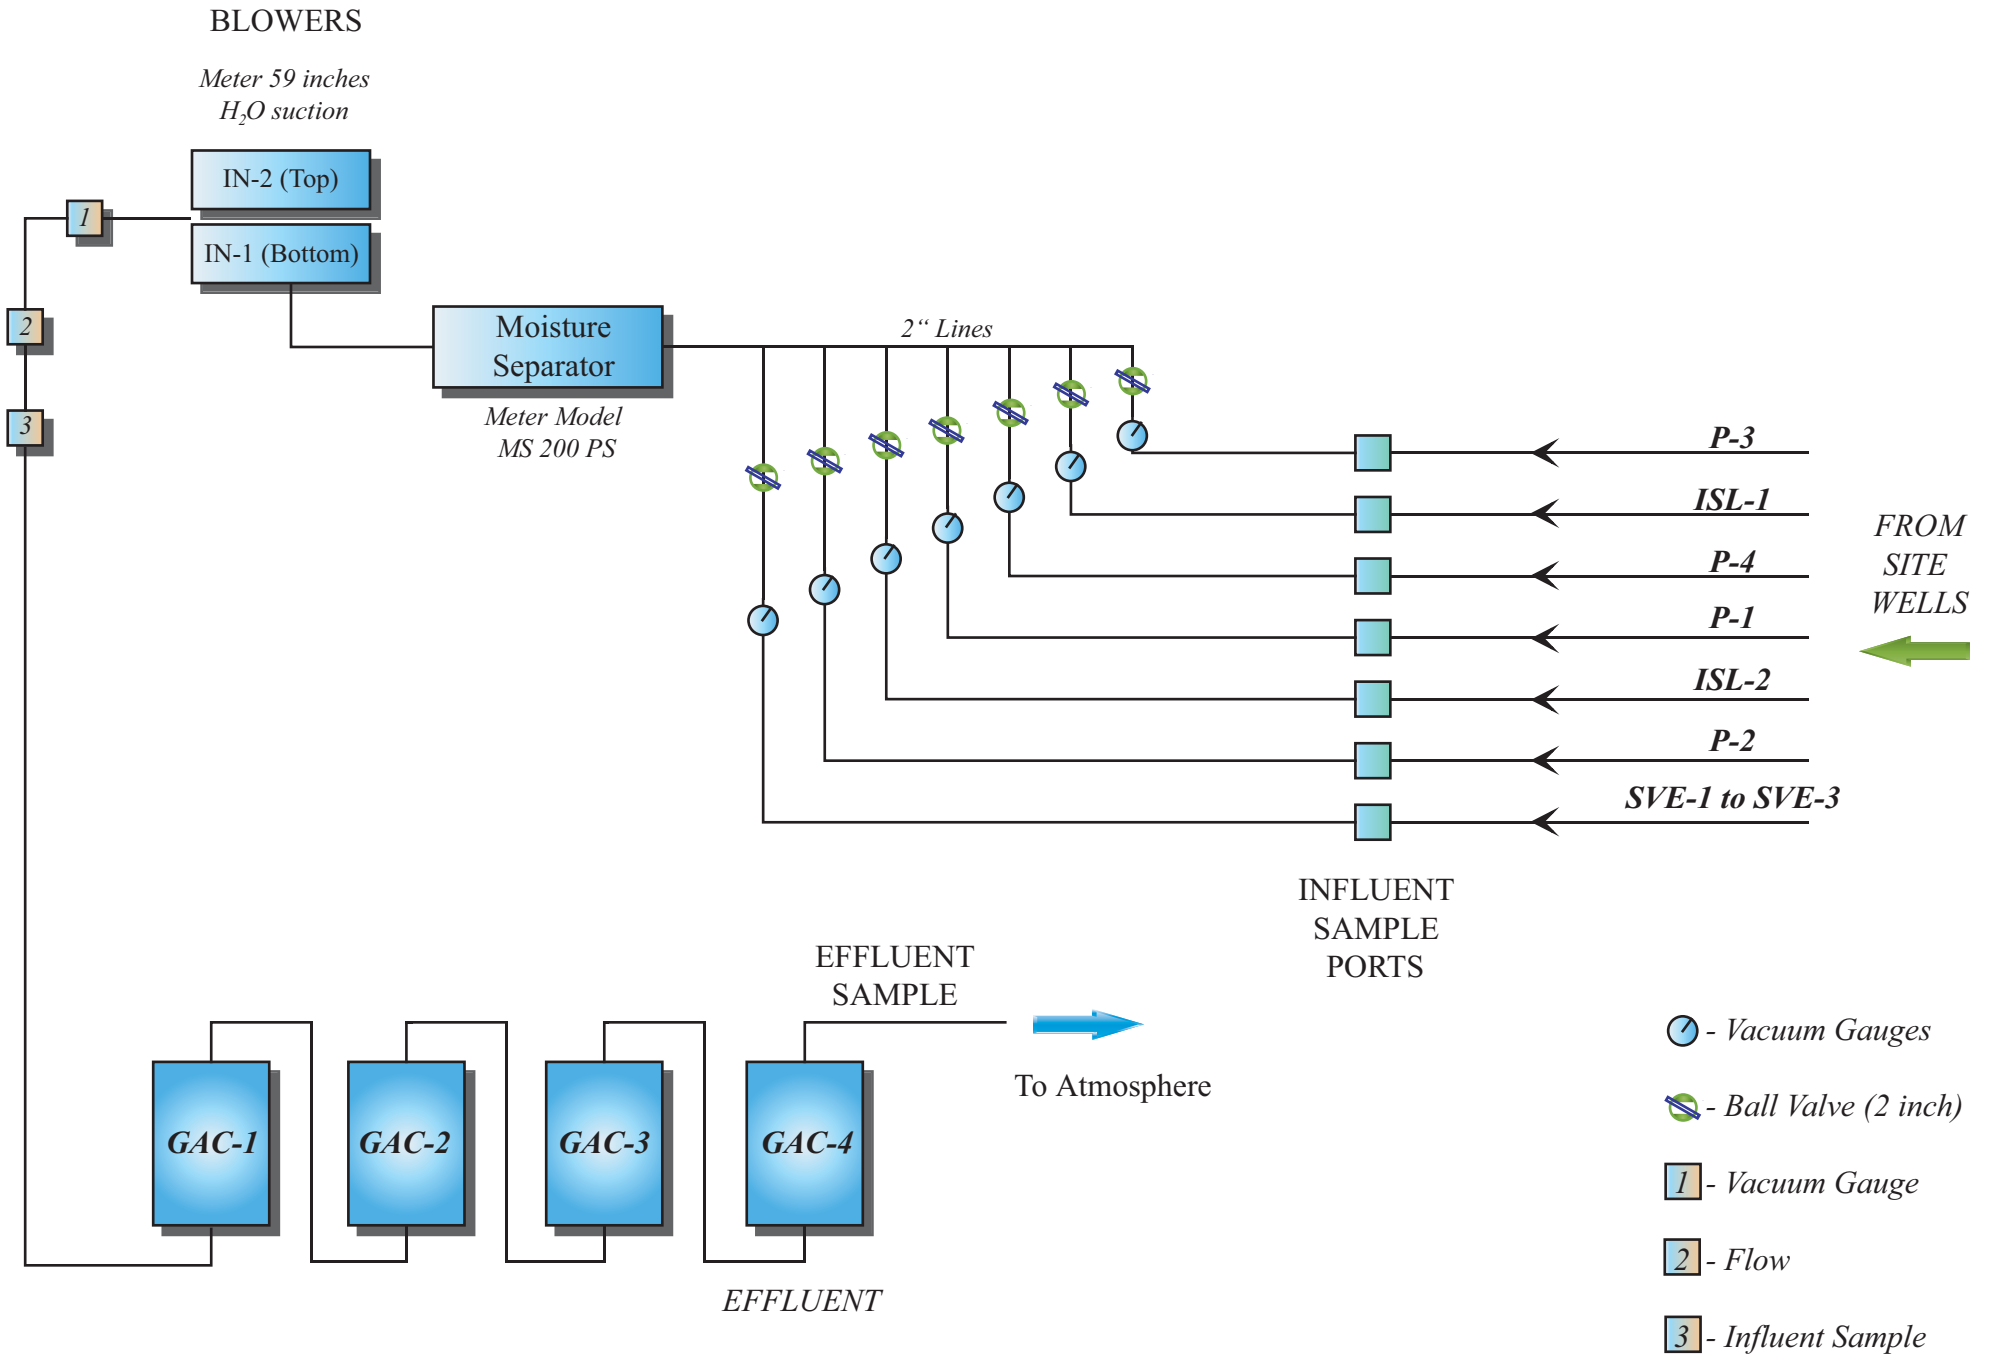 BLOWERS
Meter 59 inches
H₂O suction
IN-2 (Top)
1
IN-1 (Bottom)
2
3
Moisture
Separator
Meter Model
MS 200 PS
2“ Lines
P-3
ISL-1
P-4
P-1
ISL-2
P-2
SVE-1 to SVE-3
FROM
SITE
WELLS
INFLUENT
SAMPLE
PORTS
EFFLUENT
SAMPLE
To Atmosphere
GAC-1
GAC-2
GAC-3
GAC-4
EFFLUENT
- Vacuum Gauges
- Ball Valve (2 inch)
1 - Vacuum Gauge
2 - Flow
3 - Influent Sample